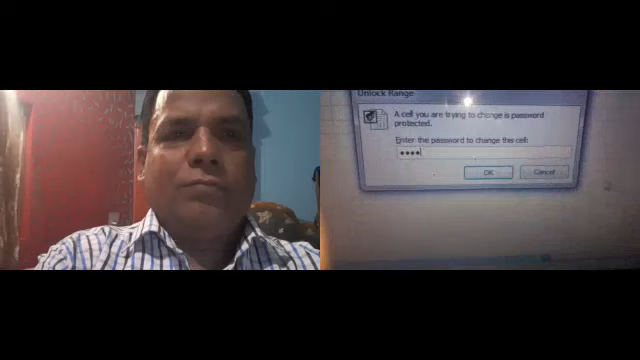 Unlock Range
A cell you are trying to change is password
protected.
Enter the password to change this cell:
••••
OK
Cancel